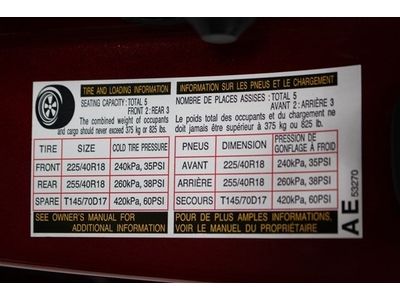 TIRE AND LOADING INFORMATION
SEATING CAPACITY: TOTAL 5
FRONT 2 : REAR 3
The combined weight of occupants
and cargo should never exceed 375 kg or 825 lbs.
TIRE SIZE COLD TIRE PRESSURE
FRONT 225/40R18 240kPa, 35PSI
REAR 255/40R18 260kPa, 38PSI
SPARE T145/70D17 420kPa, 60PSI
SEE OWNER'S MANUAL FOR
ADDITIONAL INFORMATION
INFORMATION SUR LES PNEUS ET LE CHARGEMENT
NOMBRE DE PLACES ASSISES : TOTAL 5
AVANT 2 : ARRIÈRE 3
Le poids total des occupants et du chargement ne
doit jamais être supérieur à 375 kg ou 825 lb.
PNEUS DIMENSION PRESSION DE
GONFLAGE À FROID
AVANT 225/40R18 240kPa, 35PSI
ARRIÈRE 255/40R18 260kPa, 38PSI
SECOURS T145/70D17 420kPa, 60PSI
POUR DE PLUS AMPLES INFORMATIONS,
VOIR LE MANUEL DU PROPRIÉTAIRE
AE 53270